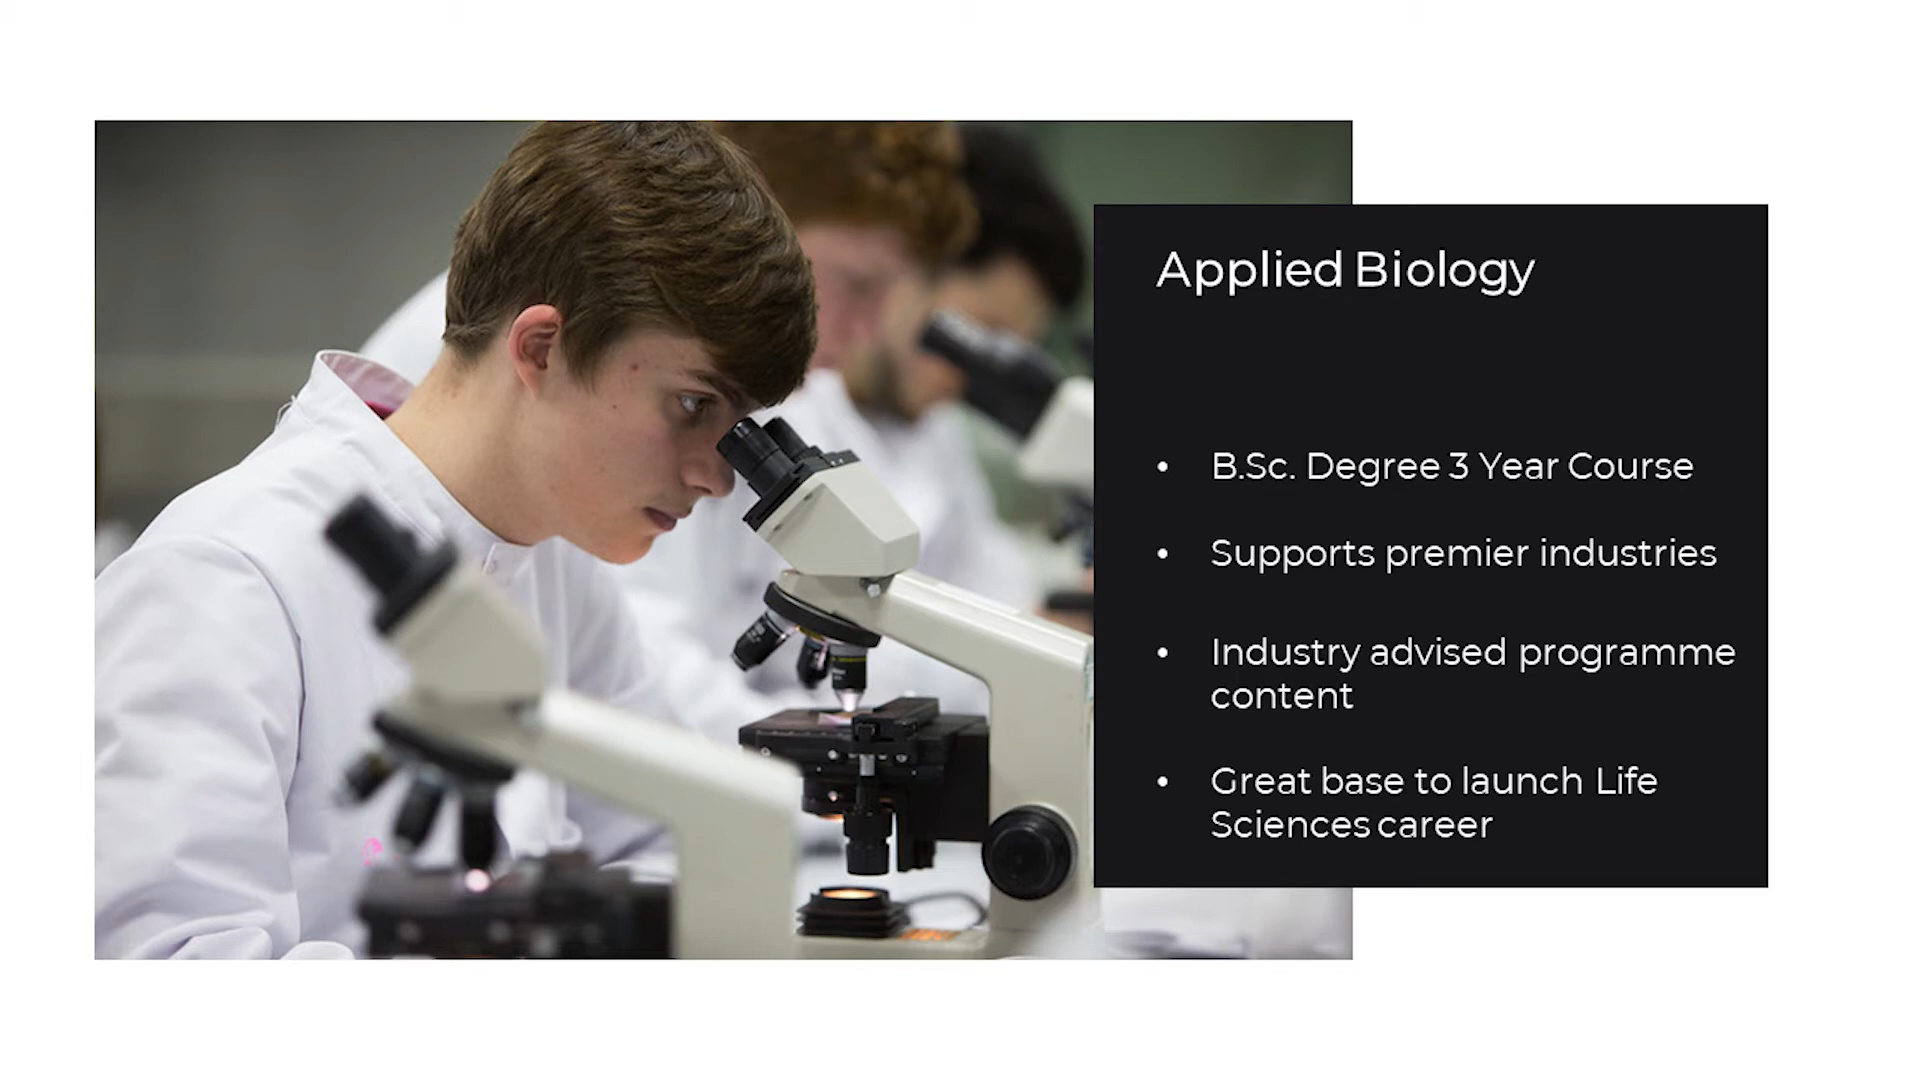 Applied Biology
• B.Sc. Degree 3 Year Course
• Supports premier industries
• Industry advised programme
content
• Great base to launch Life
Sciences career